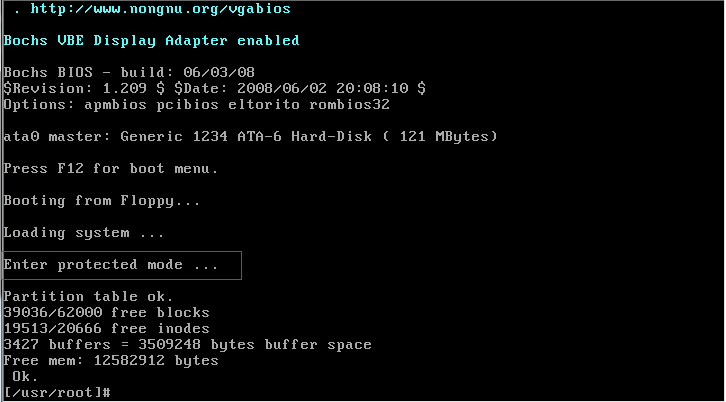 . http://www.nongnu.org/vgabios
Bochs VBE Display Adapter enabled
Bochs BIOS - build: 06/03/08
$Revision: 1.209 $ $Date: 2008/06/02 20:08:10 $
Options: apmbios pcibios eltorito rombios32
ata0 master: Generic 1234 ATA-6 Hard-Disk ( 121 MBytes)
Press F12 for boot menu.
Booting from Floppy...
Loading system ...
Enter protected mode ...
Partition table ok.
39036/62000 free blocks
19513/20666 free inodes
3427 buffers = 3509248 bytes buffer space
Free mem: 12582912 bytes
Ok.
[/usr/root]#